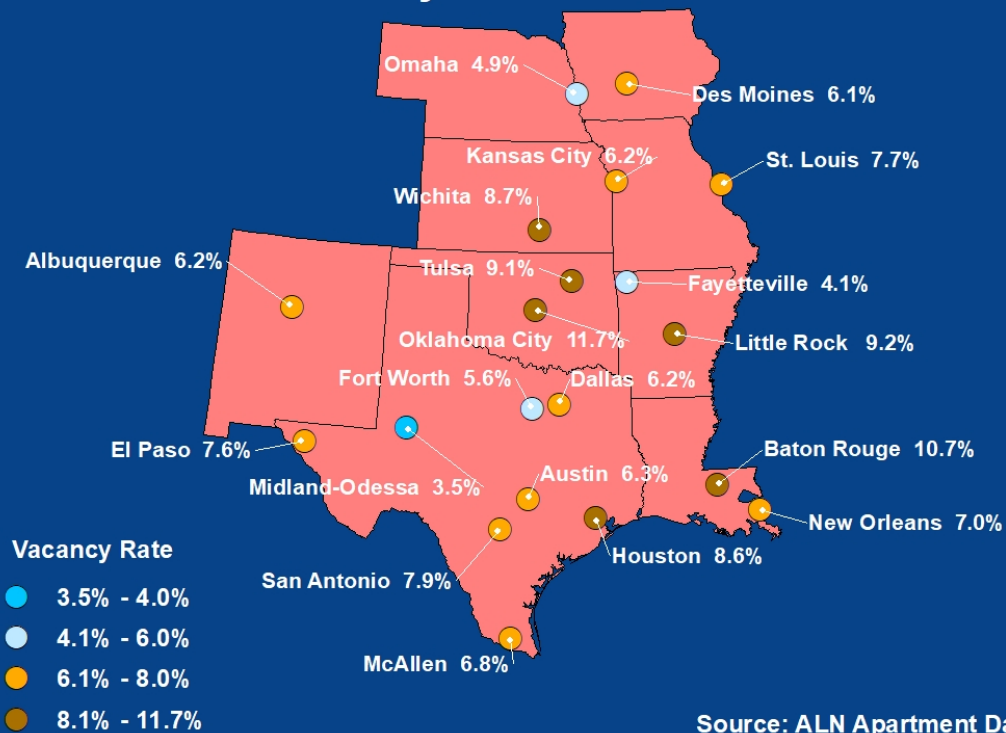 Omaha 4.9%
Des Moines 6.1%
Kansas City 6.2%
St. Louis 7.7%
Wichita 8.7%
Albuquerque 6.2%
Tulsa 9.1%
Fayetteville 4.1%
Oklahoma City 11.7%
Little Rock 9.2%
Fort Worth 5.6%
Dallas 6.2%
El Paso 7.6%
Baton Rouge 10.7%
Austin 6.3%
Midland-Odessa 3.5%
New Orleans 7.0%
Houston 8.6%
San Antonio 7.9%
McAllen 6.8%
Vacancy Rate
3.5% - 4.0%
4.1% - 6.0%
6.1% - 8.0%
8.1% - 11.7%
Source: ALN Apartment Da